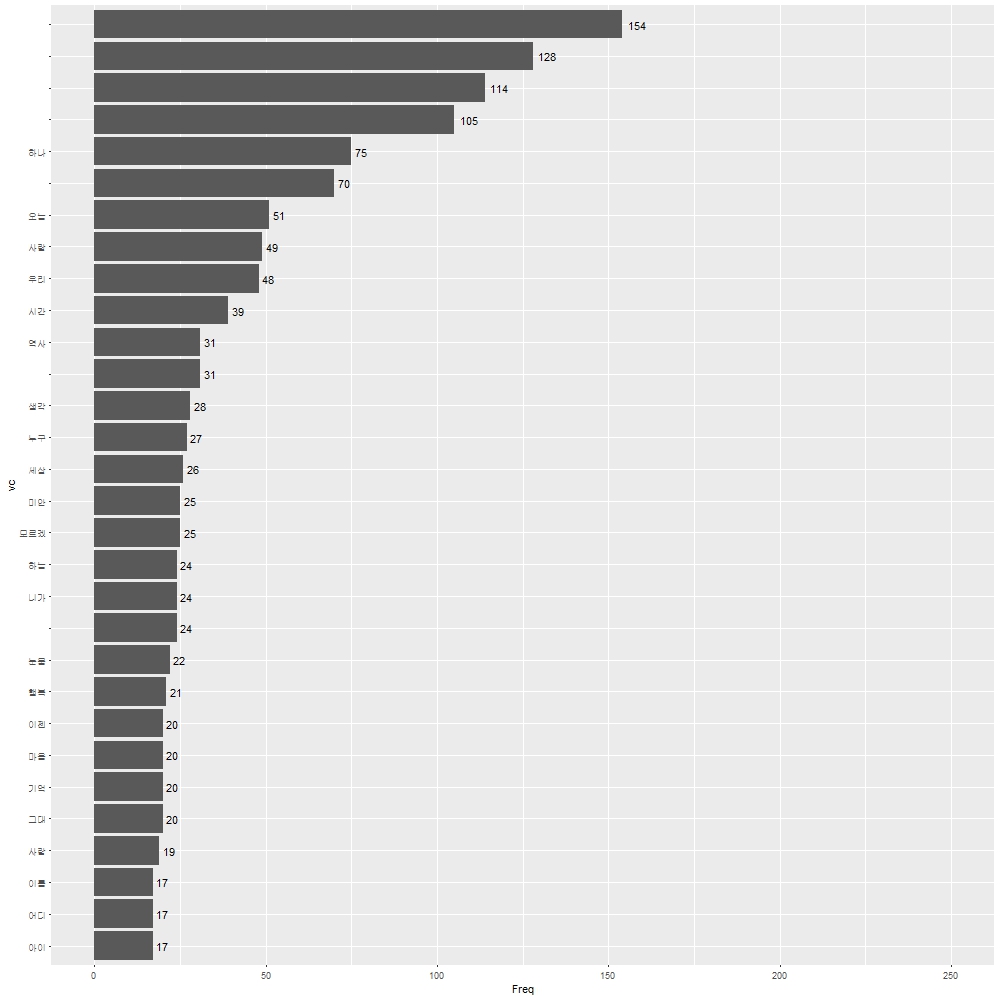 154
128
114
105
하나 75
70
오늘 51
49
우리 48
시간 39
역사 31
31
생각 28
누구 27
세상 26
미안 25
모르겠 25
하늘 24
니가 24
24
눈물 22
행복 21
이젠 20
마음 20
기억 20
그대 20
19
이름 17
어디 17
아이 17
vc
0 50 100 150 200 250
Freq